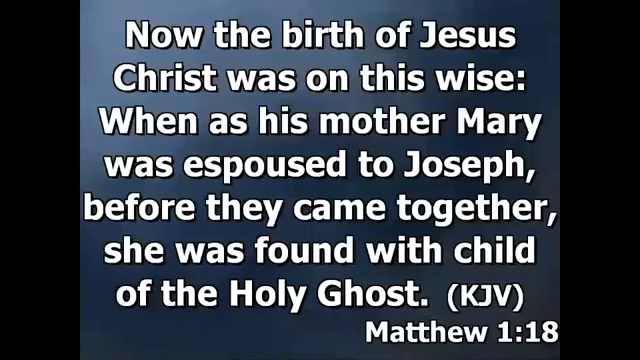 Now the birth of Jesus
Christ was on this wise:
When as his mother Mary
was espoused to Joseph,
before they came together,
she was found with child
of the Holy Ghost. (KJV)
Matthew 1:18